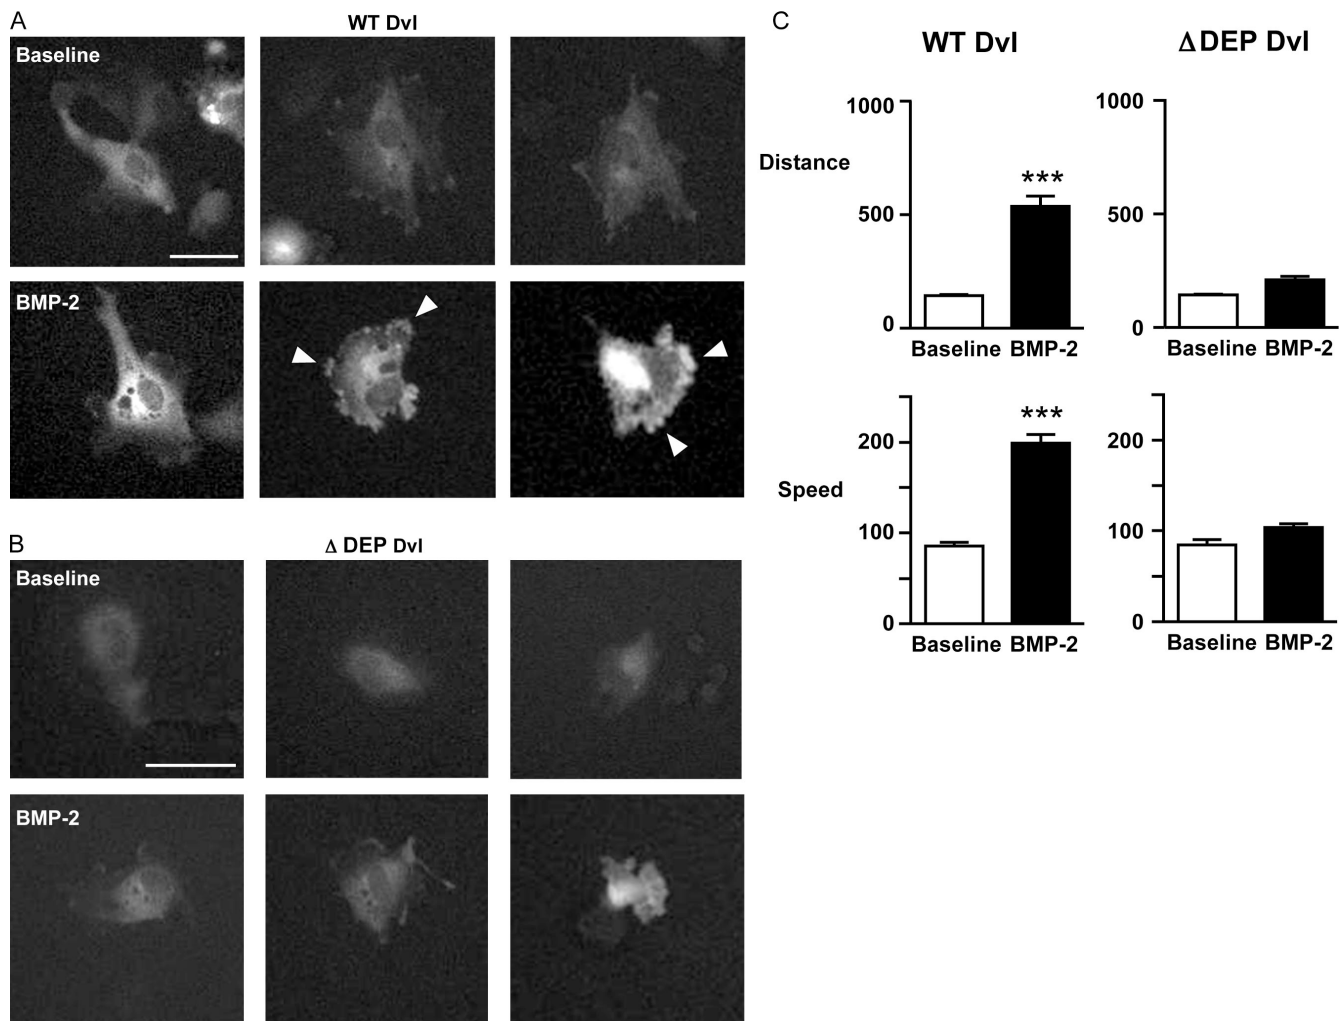 A
WT Dvl
Baseline
BMP-2
B
Δ DEP Dvl
Baseline
BMP-2
C
WT Dvl
Δ DEP Dvl
Distance
1000
500
0
***
Baseline BMP-2
1000
500
0
Baseline BMP-2
Speed
200
100
0
***
Baseline BMP-2
200
100
0
Baseline BMP-2